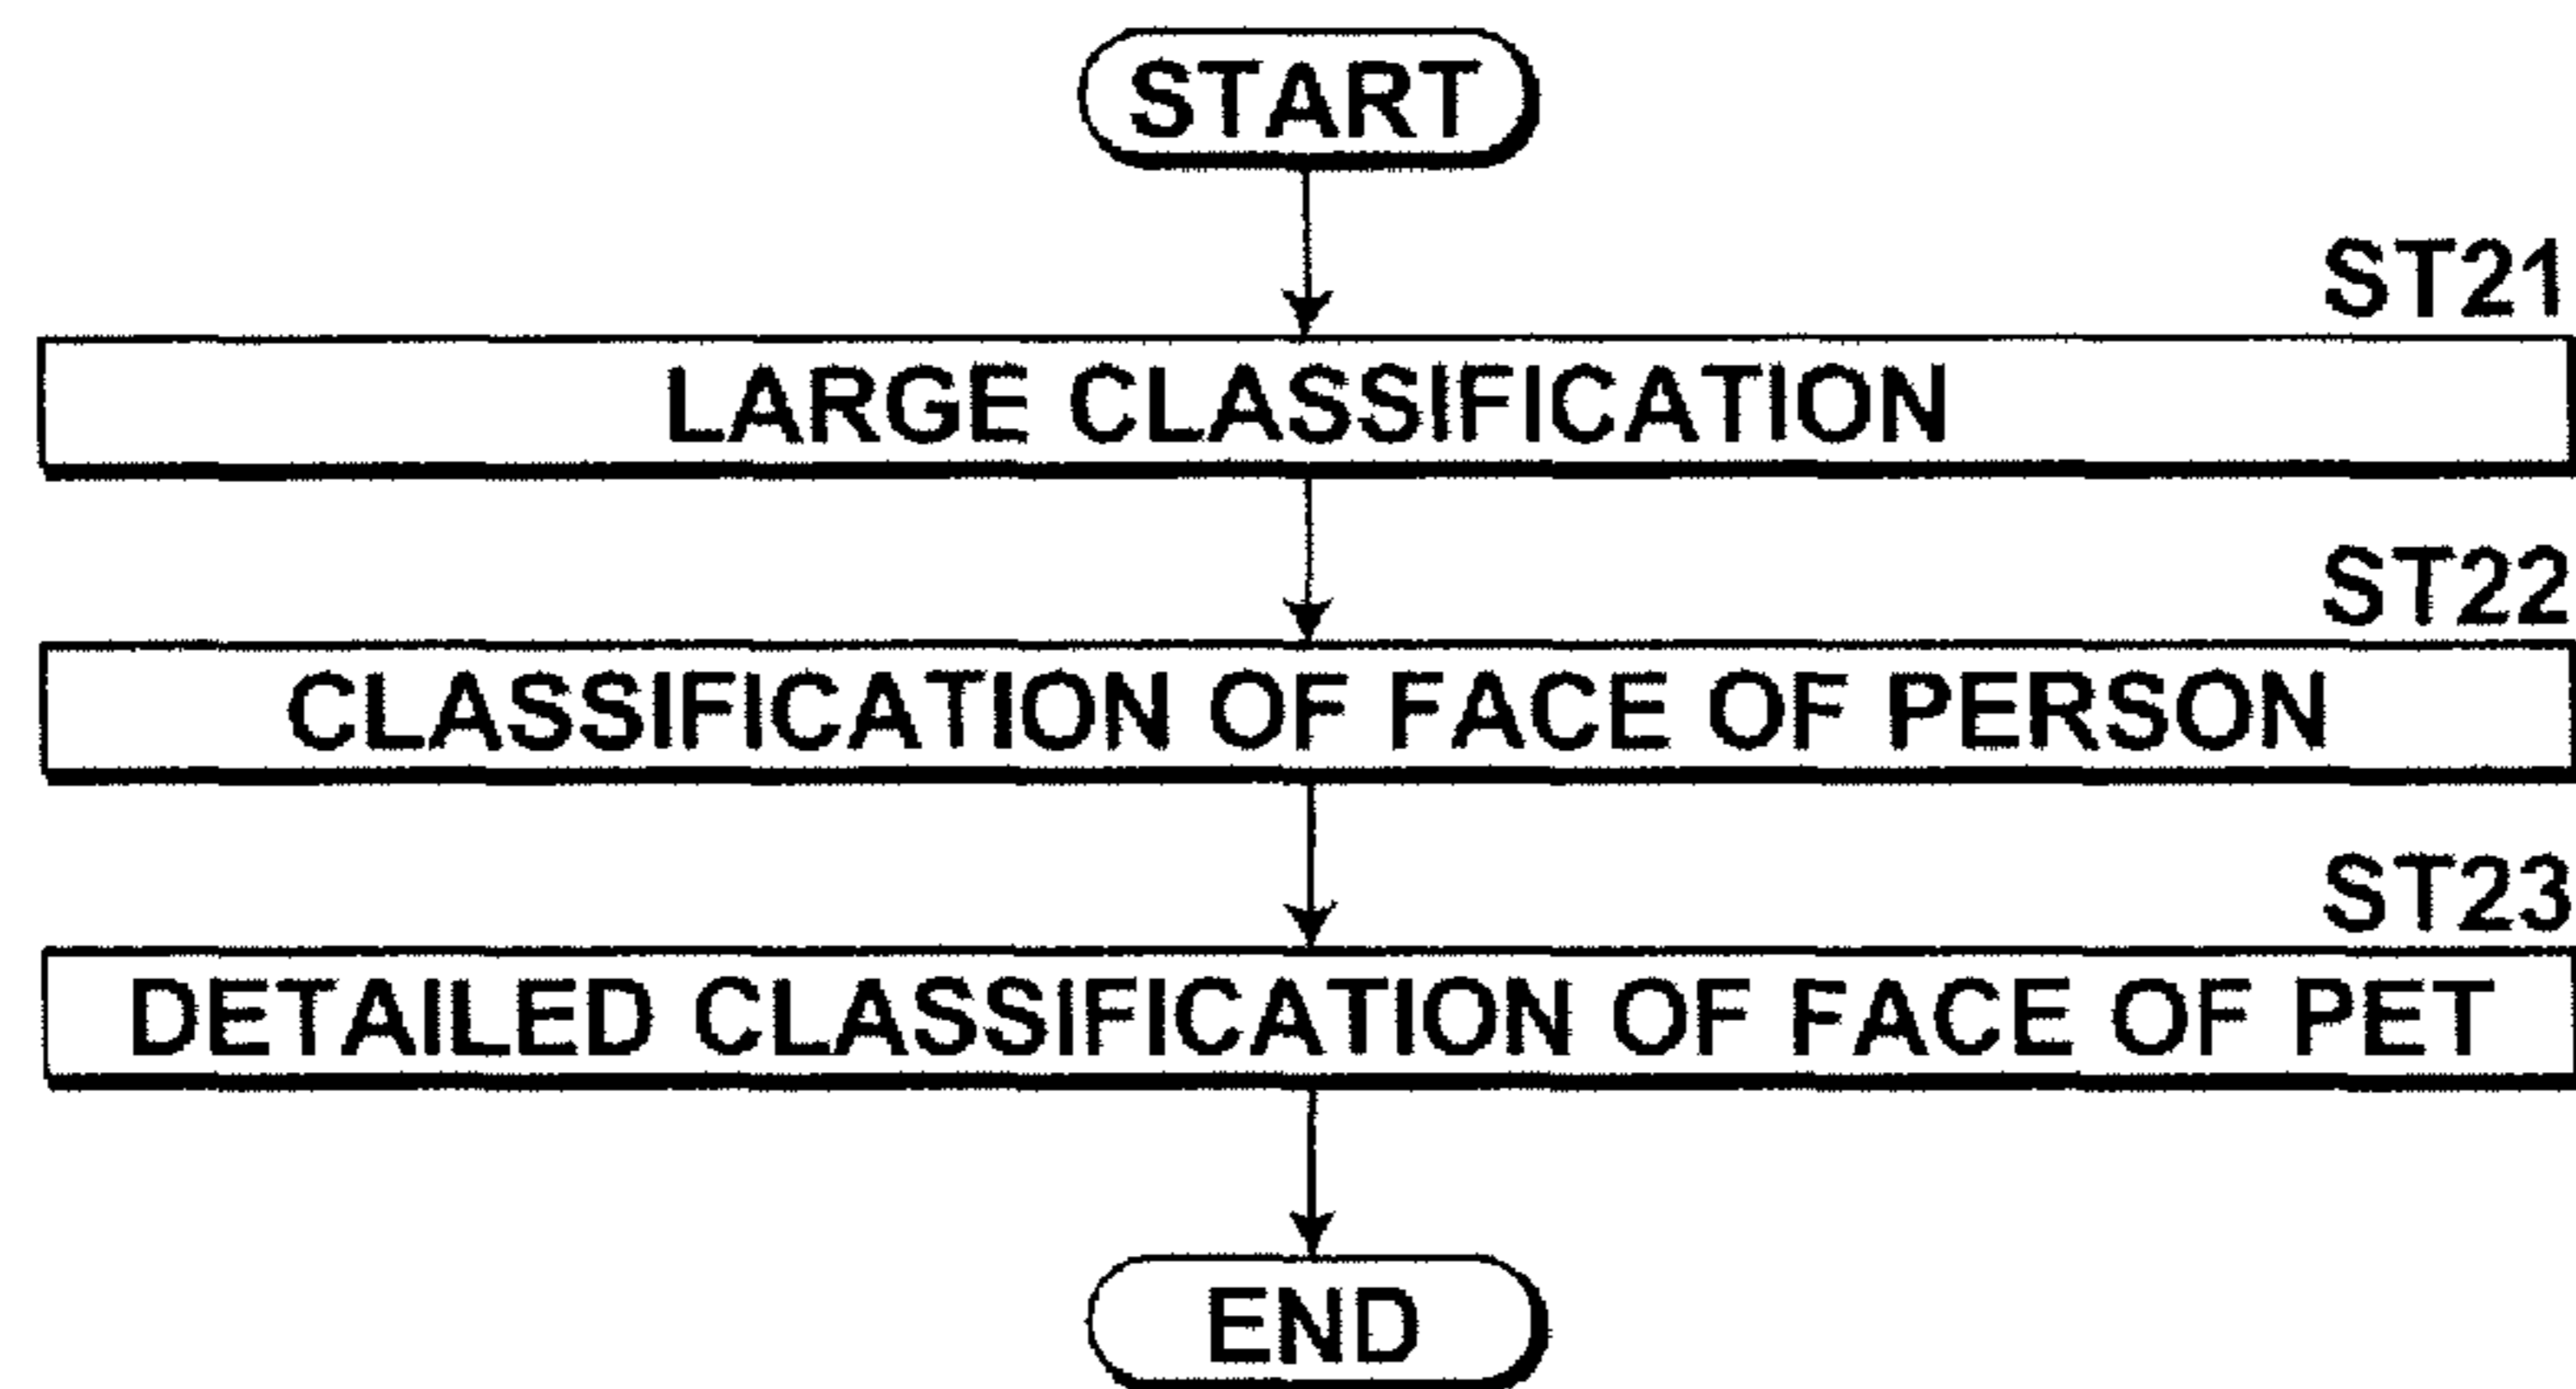 START
ST21
LARGE CLASSIFICATION
ST22
CLASSIFICATION OF FACE OF PERSON
ST23
DETAILED CLASSIFICATION OF FACE OF PET
END